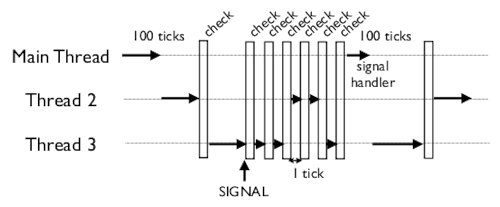 check
check
check
check
check
check
check
100 ticks
100 ticks
Main Thread
signal
handler
Thread 2
Thread 3
1 tick
SIGNAL